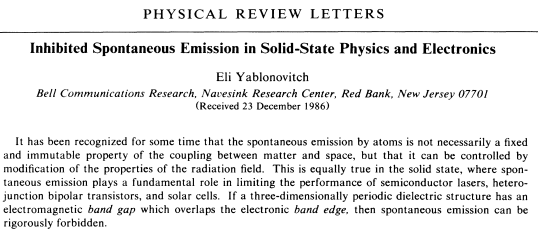 PHYSICAL REVIEW LETTERS
Inhibited Spontaneous Emission in Solid-State Physics and Electronics
Eli Yablonovitch
Bell Communications Research, Navesink Research Center, Red Bank, New Jersey 07701
(Received 23 December 1986)
It has been recognized for some time that the spontaneous emission by atoms is not necessarily a fixed
and immutable property of the coupling between matter and space, but that it can be controlled by
modification of the properties of the radiation field. This is equally true in the solid state, where spon-
taneous emission plays a fundamental role in limiting the performance of semiconductor lasers, hetero-
junction bipolar transistors, and solar cells. If a three-dimensionally periodic dielectric structure has an
electromagnetic band gap which overlaps the electronic band edge, then spontaneous emission can be
rigorously forbidden.